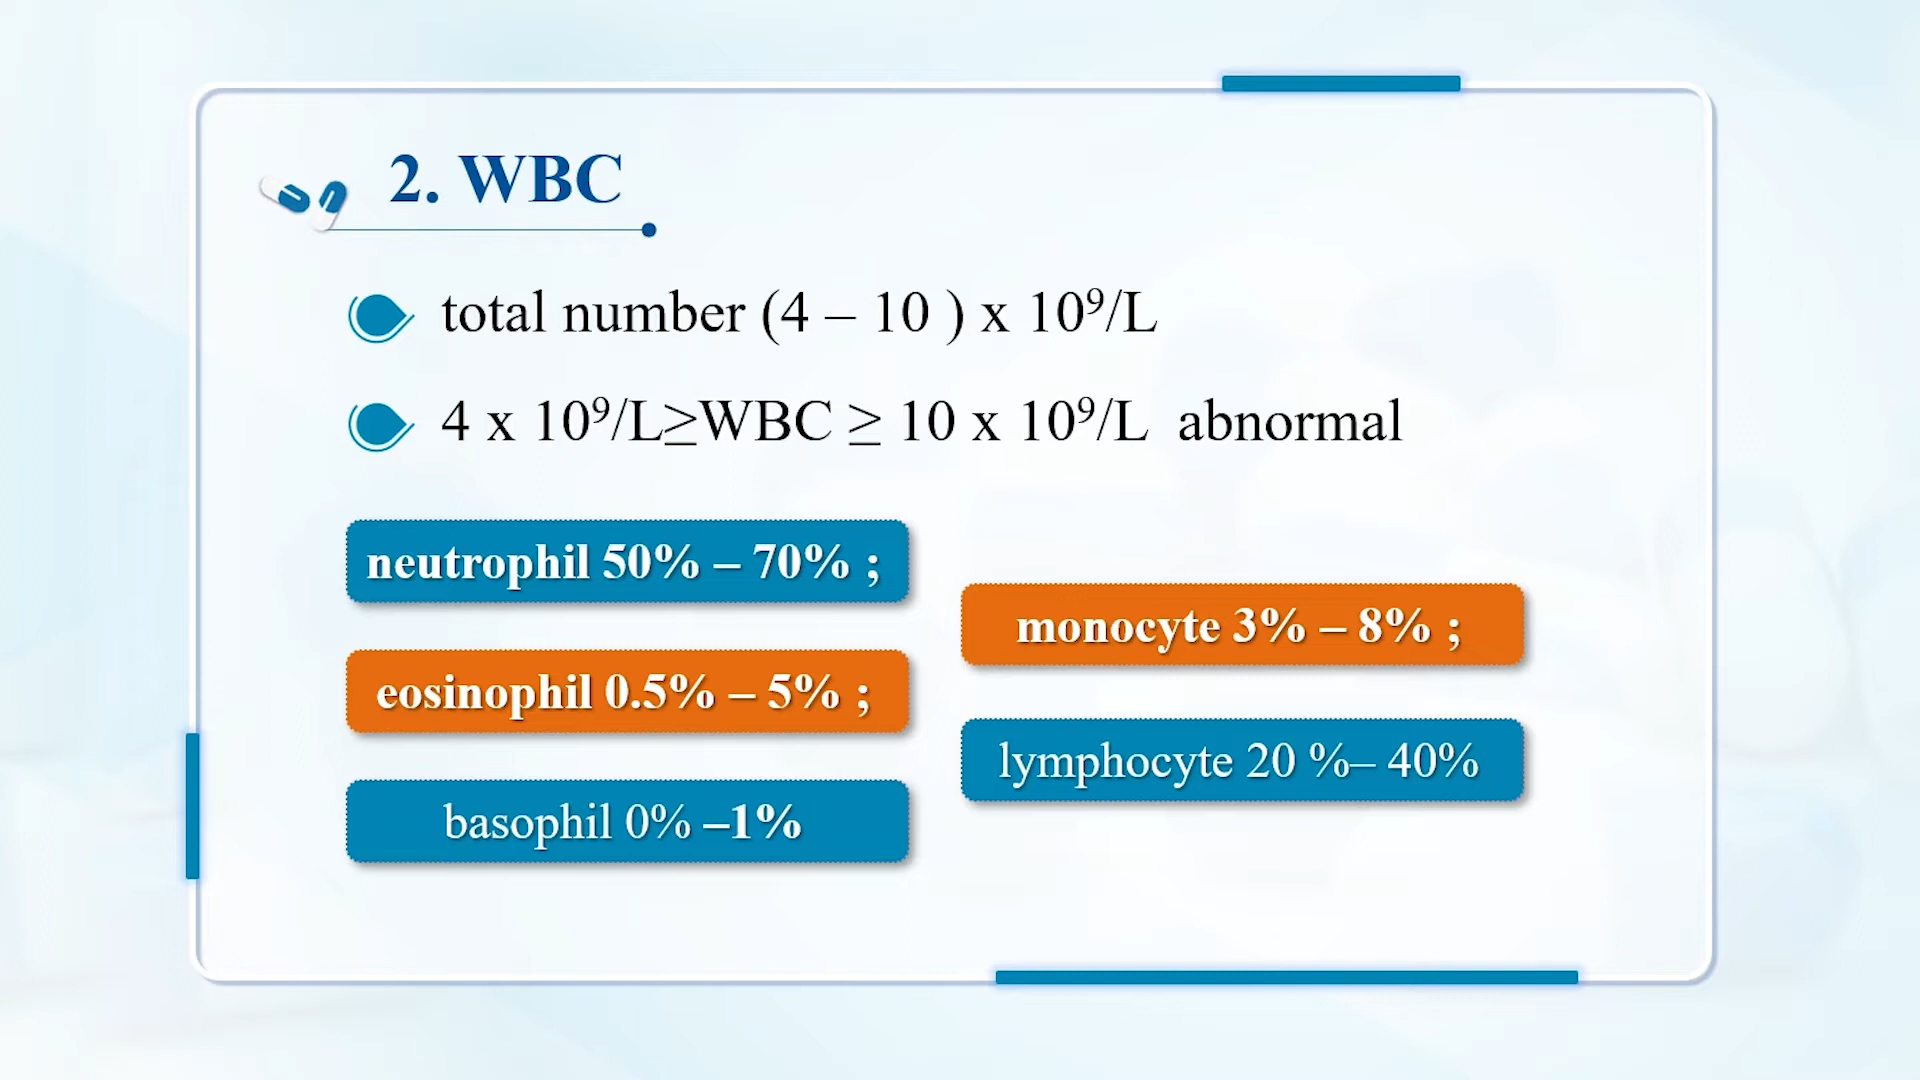 2. WBC
total number (4 – 10 ) x 10⁹/L
4 x 10⁹/L≥WBC ≥ 10 x 10⁹/L  abnormal
neutrophil 50% – 70% ;
eosinophil 0.5% – 5% ;
basophil 0% –1%
monocyte 3% – 8% ;
lymphocyte 20 %– 40%